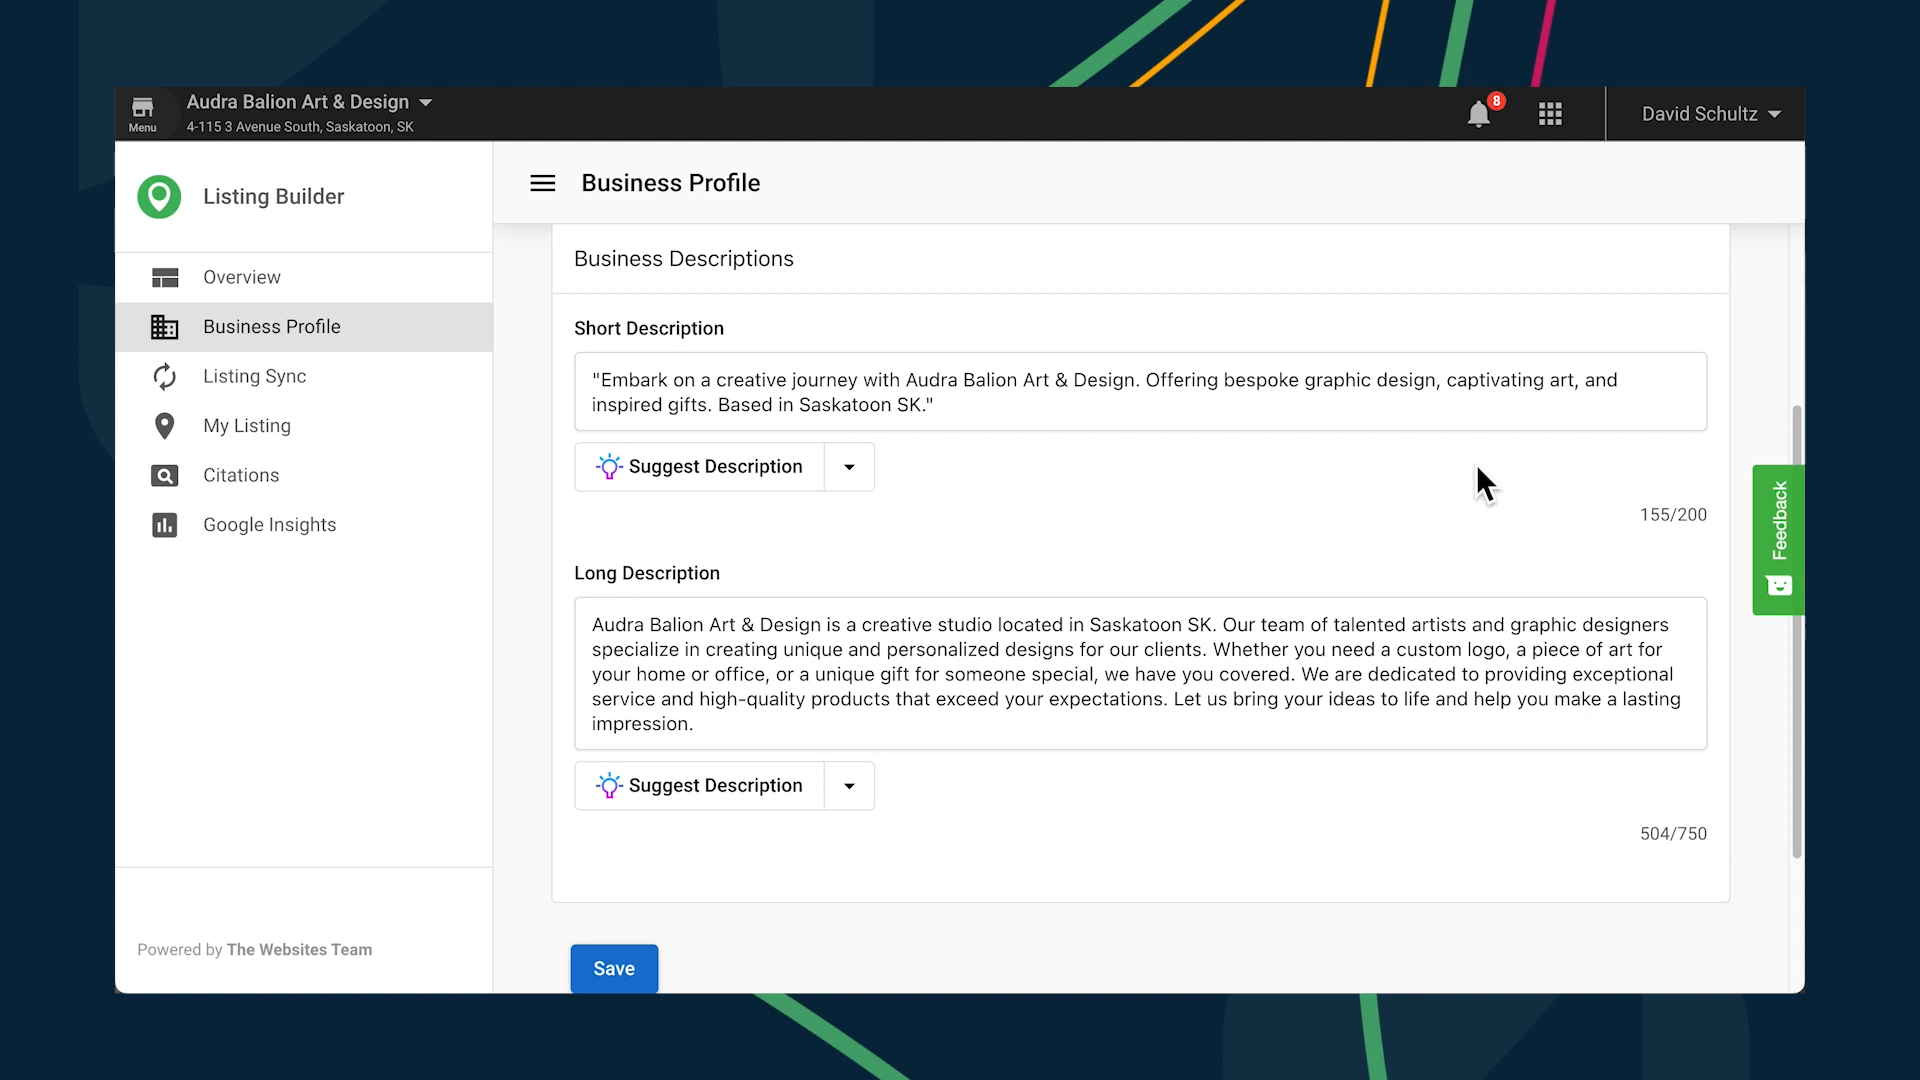 Menu
Audra Balion Art & Design
4-115 3 Avenue South, Saskatoon, SK
8
David Schultz
Listing Builder
Overview
Business Profile
Listing Sync
My Listing
Citations
Google Insights
Powered by The Websites Team
Business Profile
Business Descriptions
Short Description
"Embark on a creative journey with Audra Balion Art & Design. Offering bespoke graphic design, captivating art, and
inspired gifts. Based in Saskatoon SK."
Suggest Description
155/200
Long Description
Audra Balion Art & Design is a creative studio located in Saskatoon SK. Our team of talented artists and graphic designers
specialize in creating unique and personalized designs for our clients. Whether you need a custom logo, a piece of art for
your home or office, or a unique gift for someone special, we have you covered. We are dedicated to providing exceptional
service and high-quality products that exceed your expectations. Let us bring your ideas to life and help you make a lasting
impression.
Suggest Description
504/750
Save
Feedback